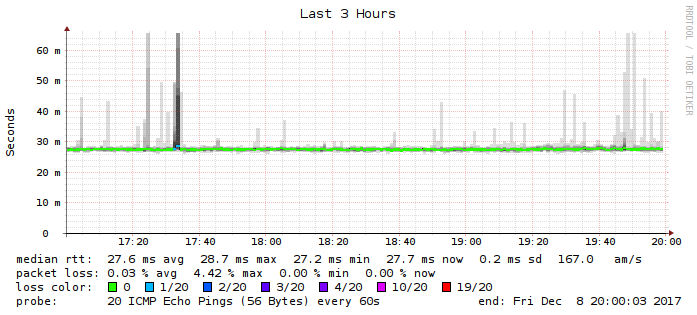 Last 3 Hours
RRDTOOL / TOBI OETIKER
Seconds
60 m
50 m
40 m
30 m
20 m
10 m
0
17:20 17:40 18:00 18:20 18:40 19:00 19:20 19:40 20:00
median rtt: 27.6 ms avg 28.7 ms max 27.2 ms min 27.7 ms now 0.2 ms sd 167.0 am/s
packet loss: 0.03 % avg 4.42 % max 0.00 % min 0.00 % now
loss color: 0 1/20 2/20 3/20 4/20 10/20 19/20
probe: 20 ICMP Echo Pings (56 Bytes) every 60s end: Fri Dec 8 20:00:03 2017